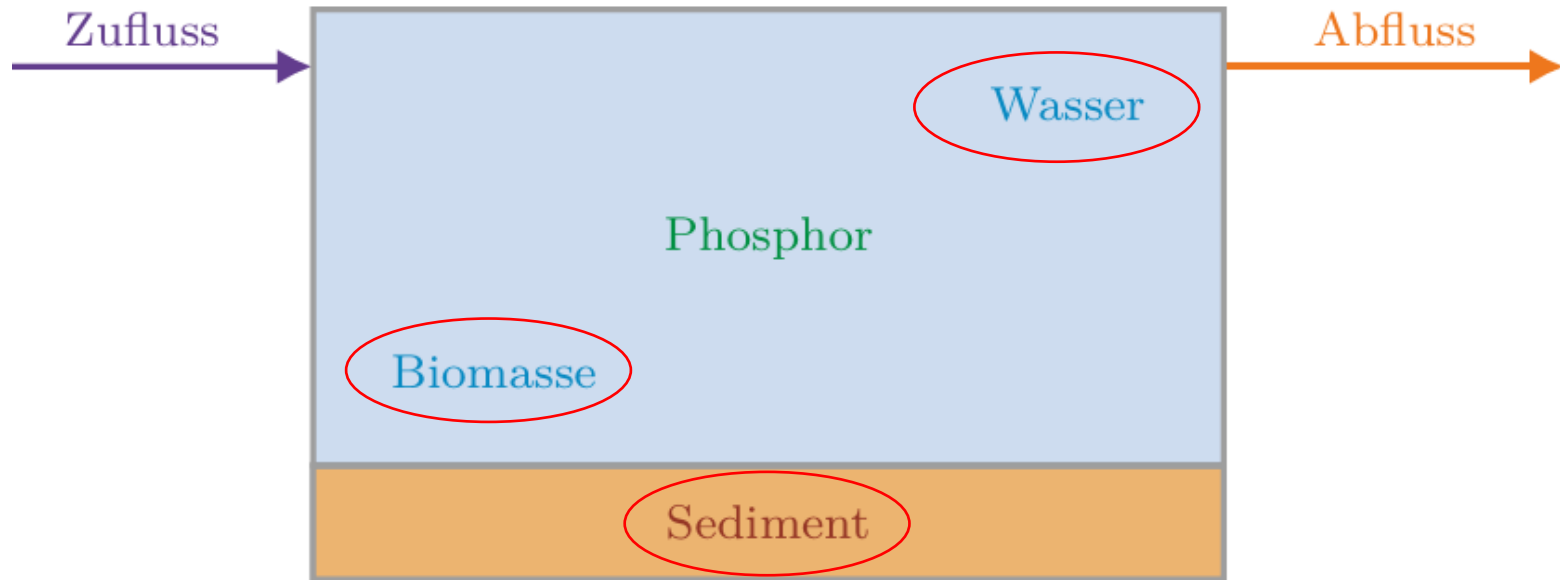 Zufluss
Abfluss
Wasser
Phosphor
Biomasse
Sediment